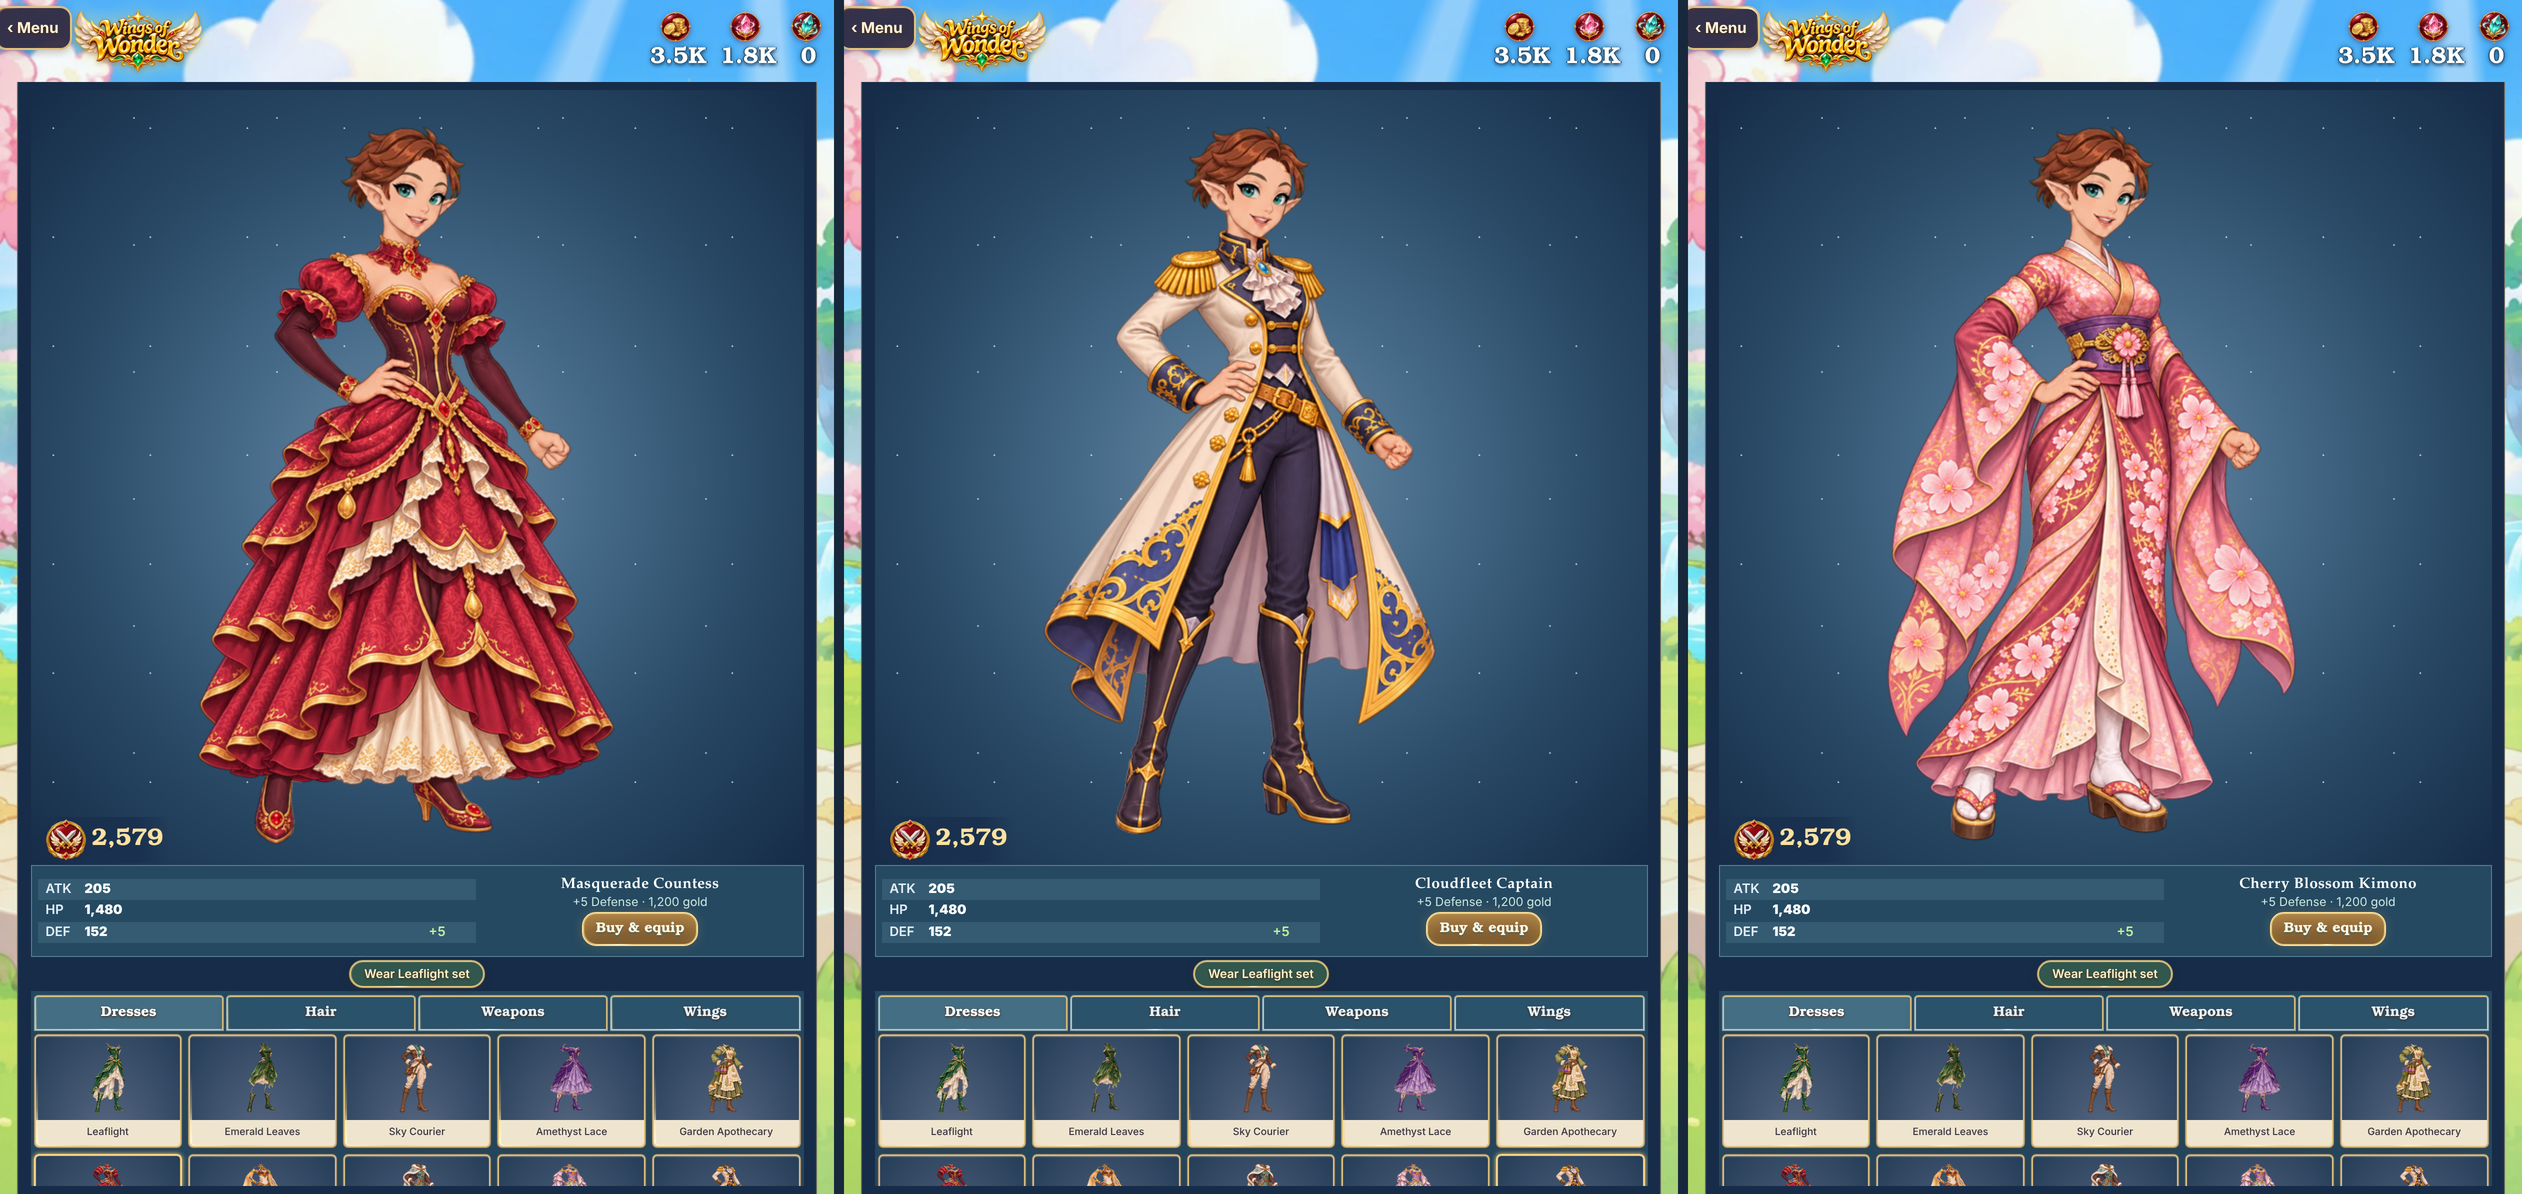 ‹ Menu
Wings of
Wonder
3.5K 1.8K 0
2,579
ATK 205
HP 1,480
DEF 152 +5
Masquerade Countess
+5 Defense · 1,200 gold
Buy & equip
Wear Leaflight set
Dresses Hair Weapons Wings
Leaflight Emerald Leaves Sky Courier Amethyst Lace Garden Apothecary
‹ Menu
Wings of
Wonder
3.5K 1.8K 0
2,579
ATK 205
HP 1,480
DEF 152 +5
Cloudfleet Captain
+5 Defense · 1,200 gold
Buy & equip
Wear Leaflight set
Dresses Hair Weapons Wings
Leaflight Emerald Leaves Sky Courier Amethyst Lace Garden Apothecary
‹ Menu
Wings of
Wonder
3.5K 1.8K 0
2,579
ATK 205
HP 1,480
DEF 152 +5
Cherry Blossom Kimono
+5 Defense · 1,200 gold
Buy & equip
Wear Leaflight set
Dresses Hair Weapons Wings
Leaflight Emerald Leaves Sky Courier Amethyst Lace Garden Apothecary